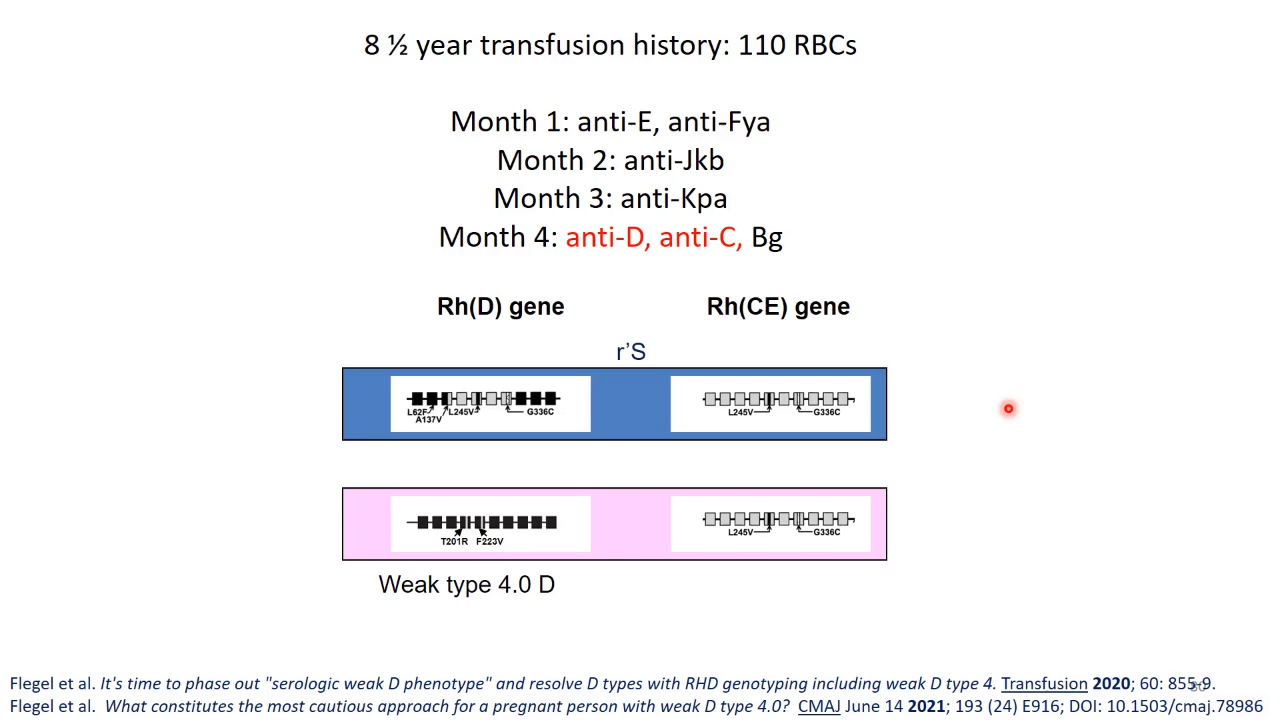 8 ½ year transfusion history: 110 RBCs
Month 1: anti-E, anti-Fya
Month 2: anti-Jkb
Month 3: anti-Kpa
Month 4: anti-D, anti-C, Bg
Rh(D) gene Rh(CE) gene
r’S
L62F A137V L245V G336C L245V G336C
T201R F223V L245V G336C
Weak type 4.0 D
Flegel et al. It's time to phase out "serologic weak D phenotype" and resolve D types with RHD genotyping including weak D type 4. Transfusion 2020; 60: 855-9.
Flegel et al. What constitutes the most cautious approach for a pregnant person with weak D type 4.0? CMAJ June 14 2021; 193 (24) E916; DOI: 10.1503/cmaj.78986